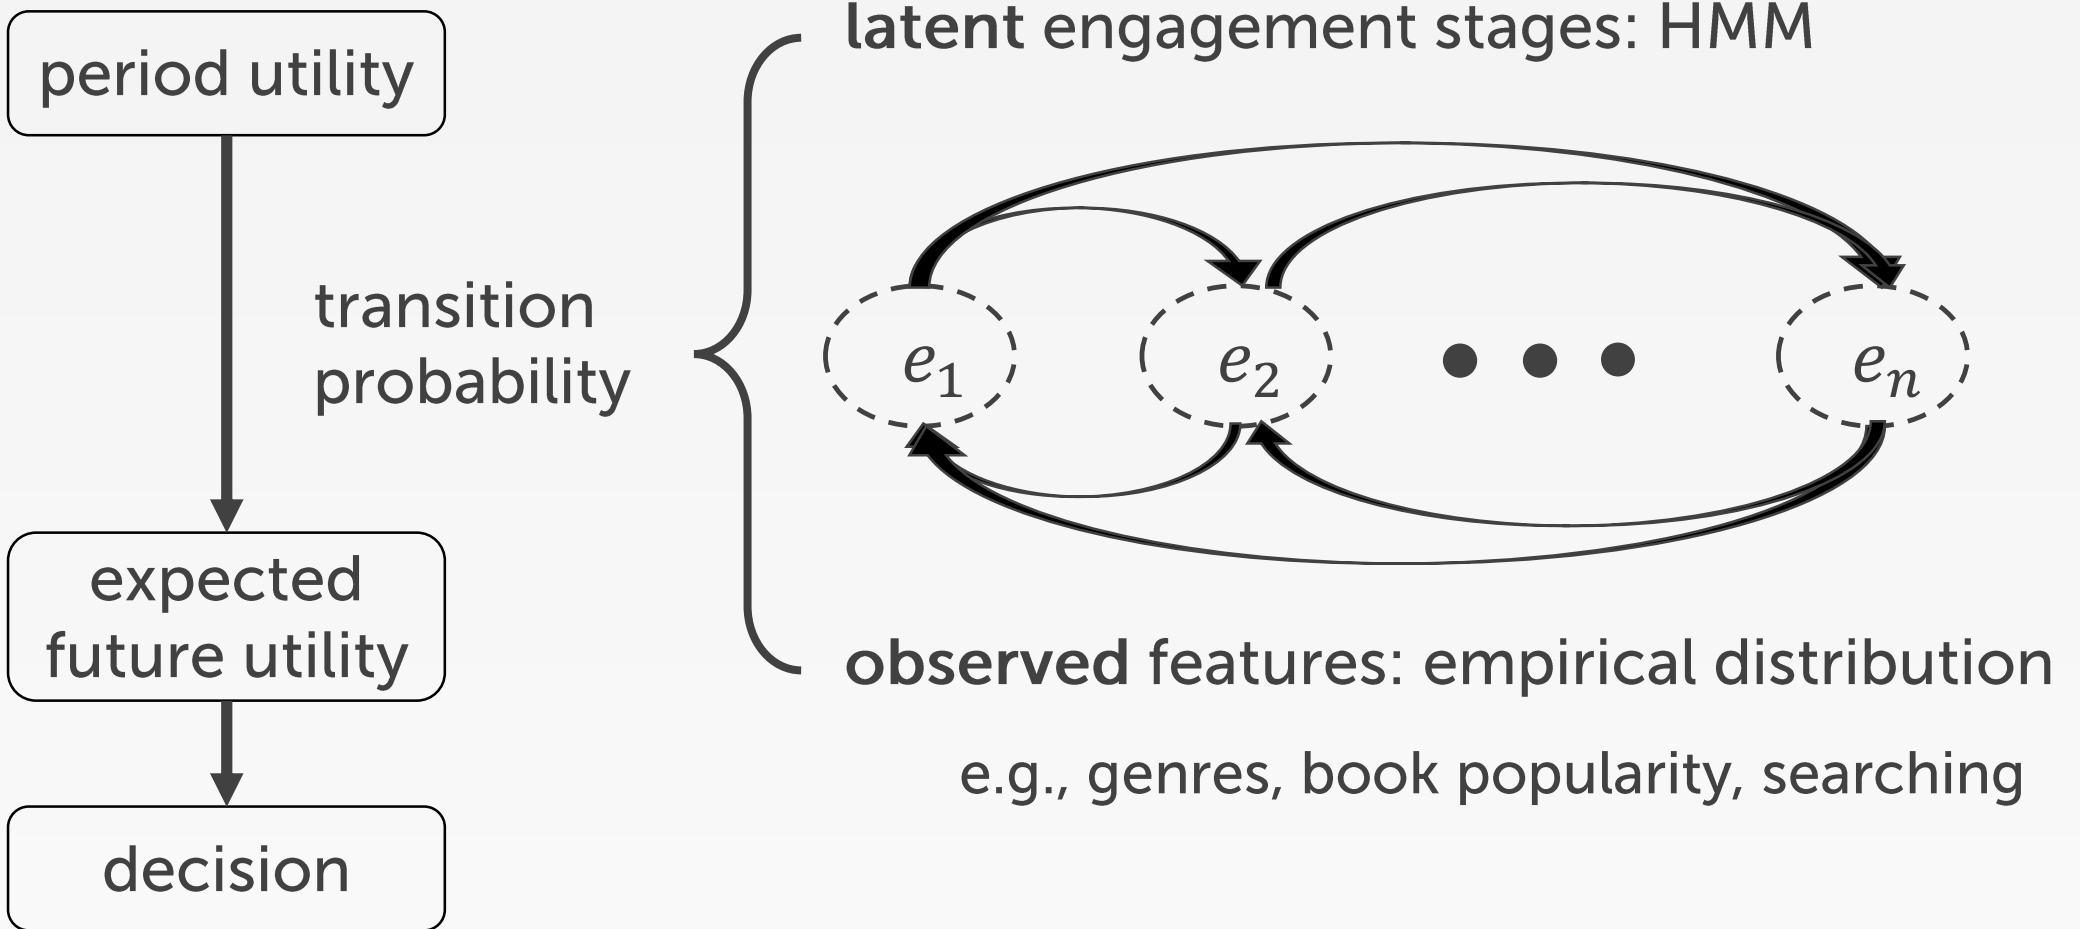 period utility
transition
probability
expected
future utility
decision
latent engagement stages: HMM
e₁
e₂
eₙ
observed features: empirical distribution
e.g., genres, book popularity, searching